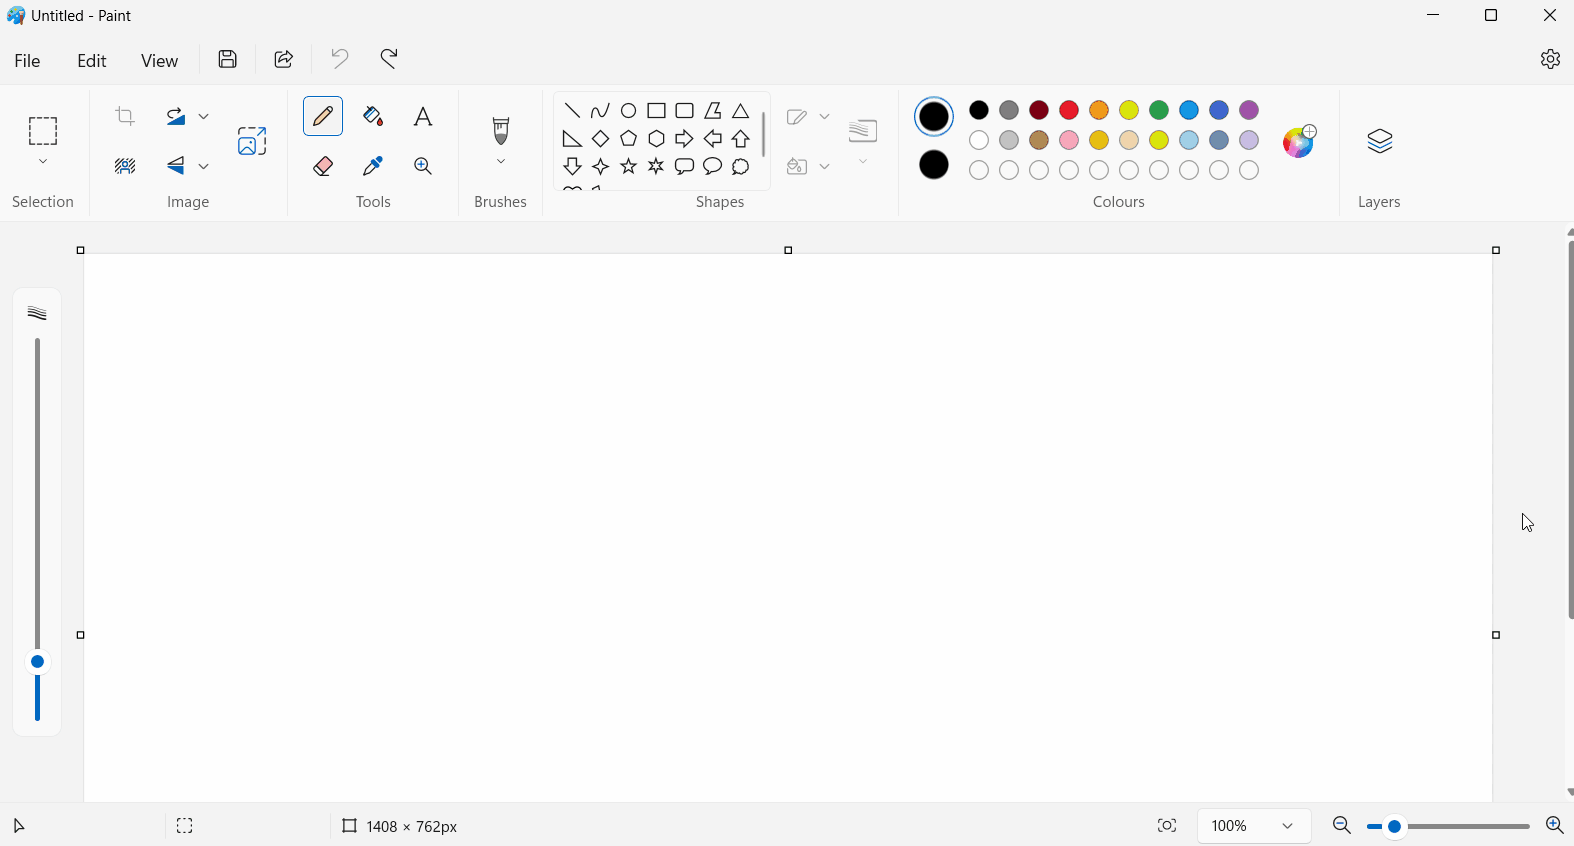 Untitled - Paint
File Edit View
Selection Image Tools Brushes Shapes Colours Layers
1408 × 762px 100%